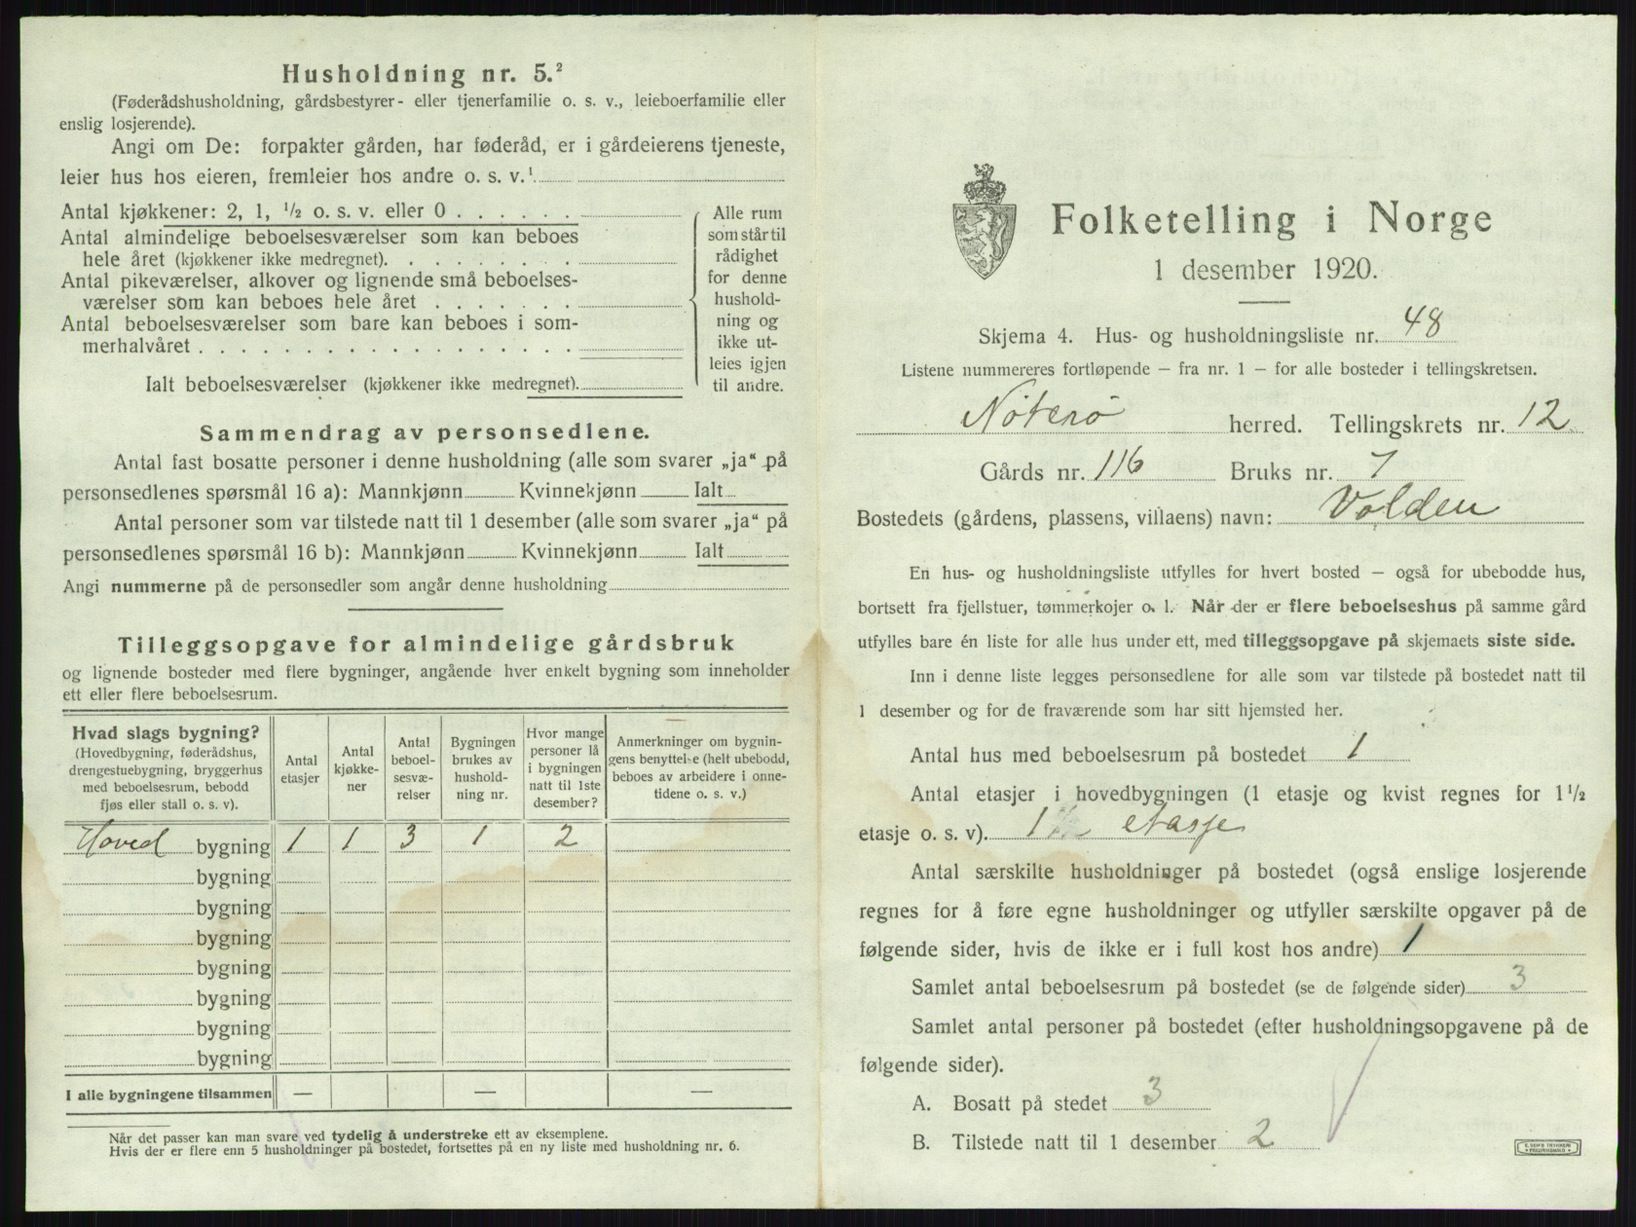 Husholdning nr. 5.²
(Føderådshusholdning, gårdsbestyrer- eller tjenerfamilie o. s. v., leieboerfamilie eller
enslig losjerende).
Angi om De: forpakter gården, har føderåd, er i gårdeierens tjeneste,
leier hus hos eieren, fremleier hos andre o. s. v.¹
Antal kjøkkener: 2, 1, ½ o. s. v. eller 0 . . . . . .
Antal almindelige beboelsesværelser som kan beboes
hele året (kjøkkener ikke medregnet). . . . . . . . .
Antal pikeværelser, alkover og lignende små beboelses-
værelser som kan beboes hele året . . . . . . .
Antal beboelsesværelser som bare kan beboes i som-
merhalvåret . . . . . . . . . . . . . . . . . .
Ialt beboelsesværelser (kjøkkener ikke medregnet).
Alle rum
som står til
rådighet
for denne
hushold-
ning og
ikke ut-
leies igjen
til andre.
Sammendrag av personsedlene.
Antal fast bosatte personer i denne husholdning (alle som svarer „ja“ på
personsedlenes spørsmål 16 a): Mannkjønn Kvinnekjønn Ialt
Antal personer som var tilstede natt til 1 desember (alle som svarer „ja“ på
personsedlenes spørsmål 16 b): Mannkjønn Kvinnekjønn Ialt
Angi nummerne på de personsedler som angår denne husholdning
Tilleggsopgave for almindelige gårdsbruk
og lignende bosteder med flere bygninger, angående hver enkelt bygning som inneholder
ett eller flere beboelsesrum.
Hvad slags bygning?
(Hovedbygning, føderådshus,
drengestuebygning, bryggerhus
med beboelsesrum, bebodd
fjøs eller stall o. s. v).
Antal
etasjer
Antal
kjøkke-
ner
Antal
beboel-
sesvæ-
relser
Bygningen
brukes av
hushold-
ning nr.
Hvor mange
personer lå
i bygningen
natt til 1ste
desember?
Anmerkninger om bygnin-
gens benyttelse (helt ubebodd,
beboes av arbeidere i onne-
tidene o. s. v.)
Hoved bygning 1 1 3 1 2
bygning
bygning
bygning
bygning
bygning
bygning
bygning
I alle bygningene tilsammen — — —
Når det passer kan man svare ved tydelig å understreke ett av eksemplene.
Hvis der er flere enn 5 husholdninger på bostedet, fortsettes på en ny liste med husholdning nr. 6.
Folketelling i Norge
1 desember 1920.
Skjema 4. Hus- og husholdningsliste nr. 48
Listene nummereres fortløpende — fra nr. 1 — for alle bosteder i tellingskretsen.
Nøterø herred. Tellingskrets nr. 12
Gårds nr. 116 Bruks nr. 7
Bostedets (gårdens, plassens, villaens) navn: Volden
En hus- og husholdningsliste utfylles for hvert bosted — også for ubebodde hus,
bortsett fra fjellstuer, tømmerkojer o. l. Når der er flere beboelseshus på samme gård
utfylles bare én liste for alle hus under ett, med tilleggsopgave på skjemaets siste side.
Inn i denne liste legges personsedlene for alle som var tilstede på bostedet natt til
1 desember og for de fraværende som har sitt hjemsted her.
Antal hus med beboelsesrum på bostedet 1
Antal etasjer i hovedbygningen (1 etasje og kvist regnes for 1½
etasje o. s. v). 1 etasje
Antal særskilte husholdninger på bostedet (også enslige losjerende
regnes for å føre egne husholdninger og utfyller særskilte opgaver på de
følgende sider, hvis de ikke er i full kost hos andre) 1
Samlet antal beboelsesrum på bostedet (se de følgende sider) 3
Samlet antal personer på bostedet (efter husholdningsopgavene på de
følgende sider).
A. Bosatt på stedet 3
B. Tilstede natt til 1 desember 2